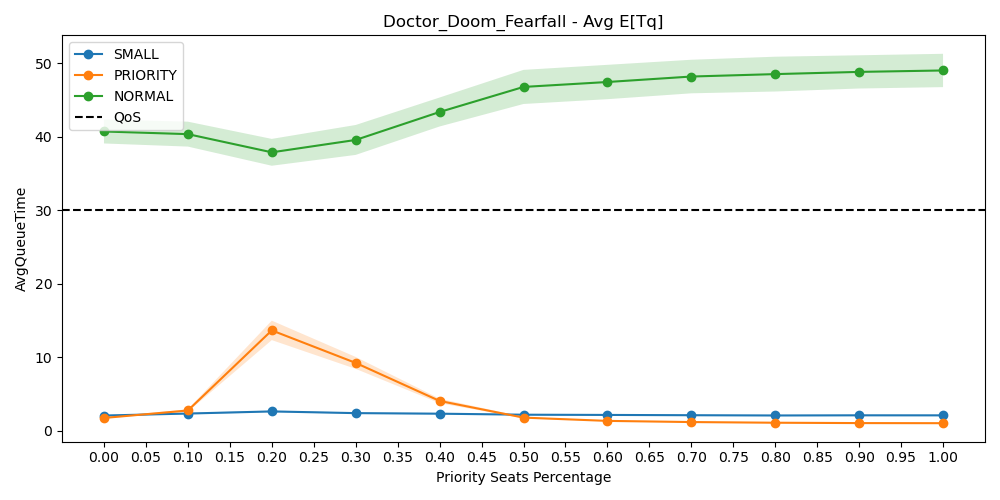 Doctor_Doom_Fearfall - Avg E[Tq]
SMALL
PRIORITY
NORMAL
QoS
50
40
30
20
10
0
AvgQueueTime
0.00 0.05 0.10 0.15 0.20 0.25 0.30 0.35 0.40 0.45 0.50 0.55 0.60 0.65 0.70 0.75 0.80 0.85 0.90 0.95 1.00
Priority Seats Percentage